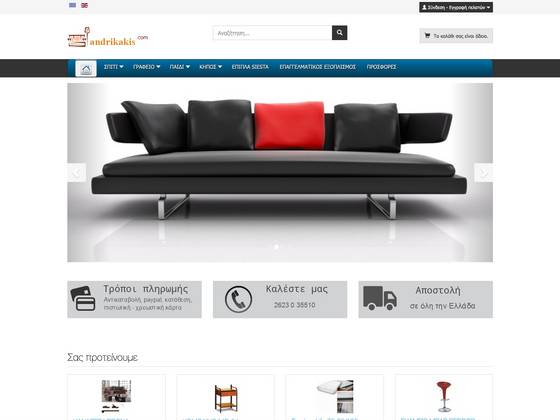 Σύνδεση - Εγγραφή πελατών
andrikakis.com
Αναζήτηση...
Το καλάθι σας είναι άδειο.
ΣΠΙΤΙ ΓΡΑΦΕΙΟ ΠΑΙΔΙ ΚΗΠΟΣ ΕΠΙΠΛΑ SIESTA ΕΠΑΓΓΕΛΜΑΤΙΚΟΣ ΕΞΟΠΛΙΣΜΟΣ ΠΡΟΣΦΟΡΕΣ
Τρόποι πληρωμής
Αντικαταβολή, paypal, κατάθεση,
πιστωτική - χρεωστική κάρτα
Καλέστε μας
2623 0 35510
Αποστολή
σε όλη την Ελλάδα
Σας προτείνουμε